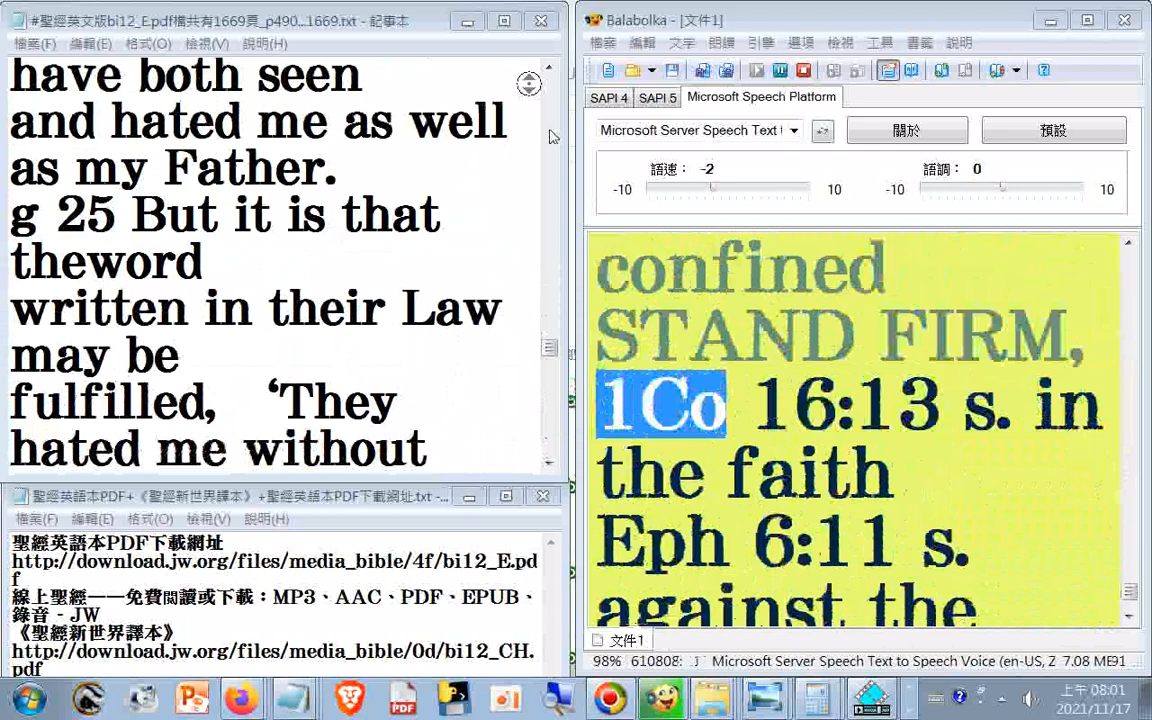 #聖經英文版bi12_E.pdf檔共有1669頁_p490...1669.txt - 記事本
檔案(F) 編輯(E) 格式(O) 檢視(V) 說明(H)
have both seen
and hated me as well
as my Father.
g 25 But it is that
theword
written in their Law
may be
fulfilled, ‘They
hated me without
聖經英語本PDF+《聖經新世界譯本》+聖經英語本PDF下載網址.txt -...
檔案(F) 編輯(E) 格式(O) 檢視(V) 說明(H)
聖經英語本PDF下載網址
http://download.jw.org/files/media_bible/4f/bi12_E.pd
f
線上聖經──免費閱讀或下載：MP3、AAC、PDF、EPUB、
錄音 - JW
《聖經新世界譯本》
http://download.jw.org/files/media_bible/0d/bi12_CH.
pdf
Balabolka - [文件1]
檔案 編輯 文字 朗讀 引擎 選項 檢視 工具 書籤 說明
SAPI 4 SAPI 5 Microsoft Speech Platform
Microsoft Server Speech Text 關於 預設
語速： -2 語調： 0
-10 10 -10 10
confined
STAND FIRM,
1Co 16:13 s. in
the faith
Eph 6:11 s.
against the
文件1
98% 610808: Microsoft Server Speech Text to Speech Voice (en-US, Z 7.08 ME91
PDF
上午 08:01
2021/11/17